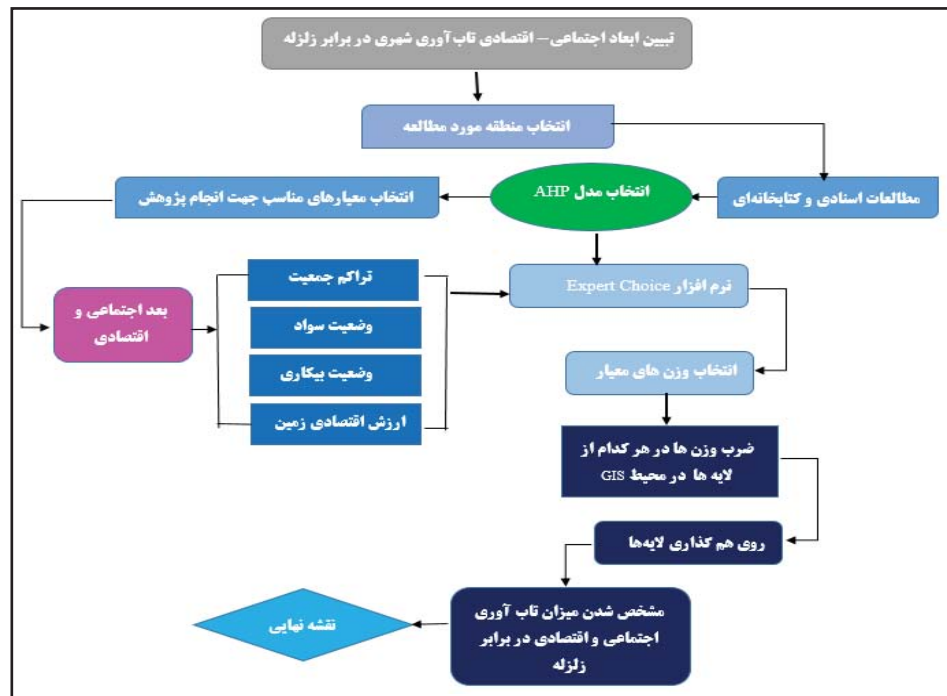 تبیین ابعاد اجتماعی– اقتصادی تاب آوری شهری در برابر زلزله
انتخاب منطقه مورد مطالعه
مطالعات اسنادی و کتابخانه‌ای
انتخاب مدل AHP
انتخاب معیارهای مناسب جهت انجام پژوهش
بعد اجتماعی و
اقتصادی
تراکم جمعیت
وضعیت سواد
وضعیت بیکاری
ارزش اقتصادی زمین
نرم افزار Expert Choice
انتخاب وزن های معیار
ضرب وزن ها در هر کدام از
لایه ها در محیط GIS
روی هم گذاری لایه‌ها
مشخص شدن میزان تاب آوری
اجتماعی و اقتصادی در برابر
زلزله
نقشه نهایی